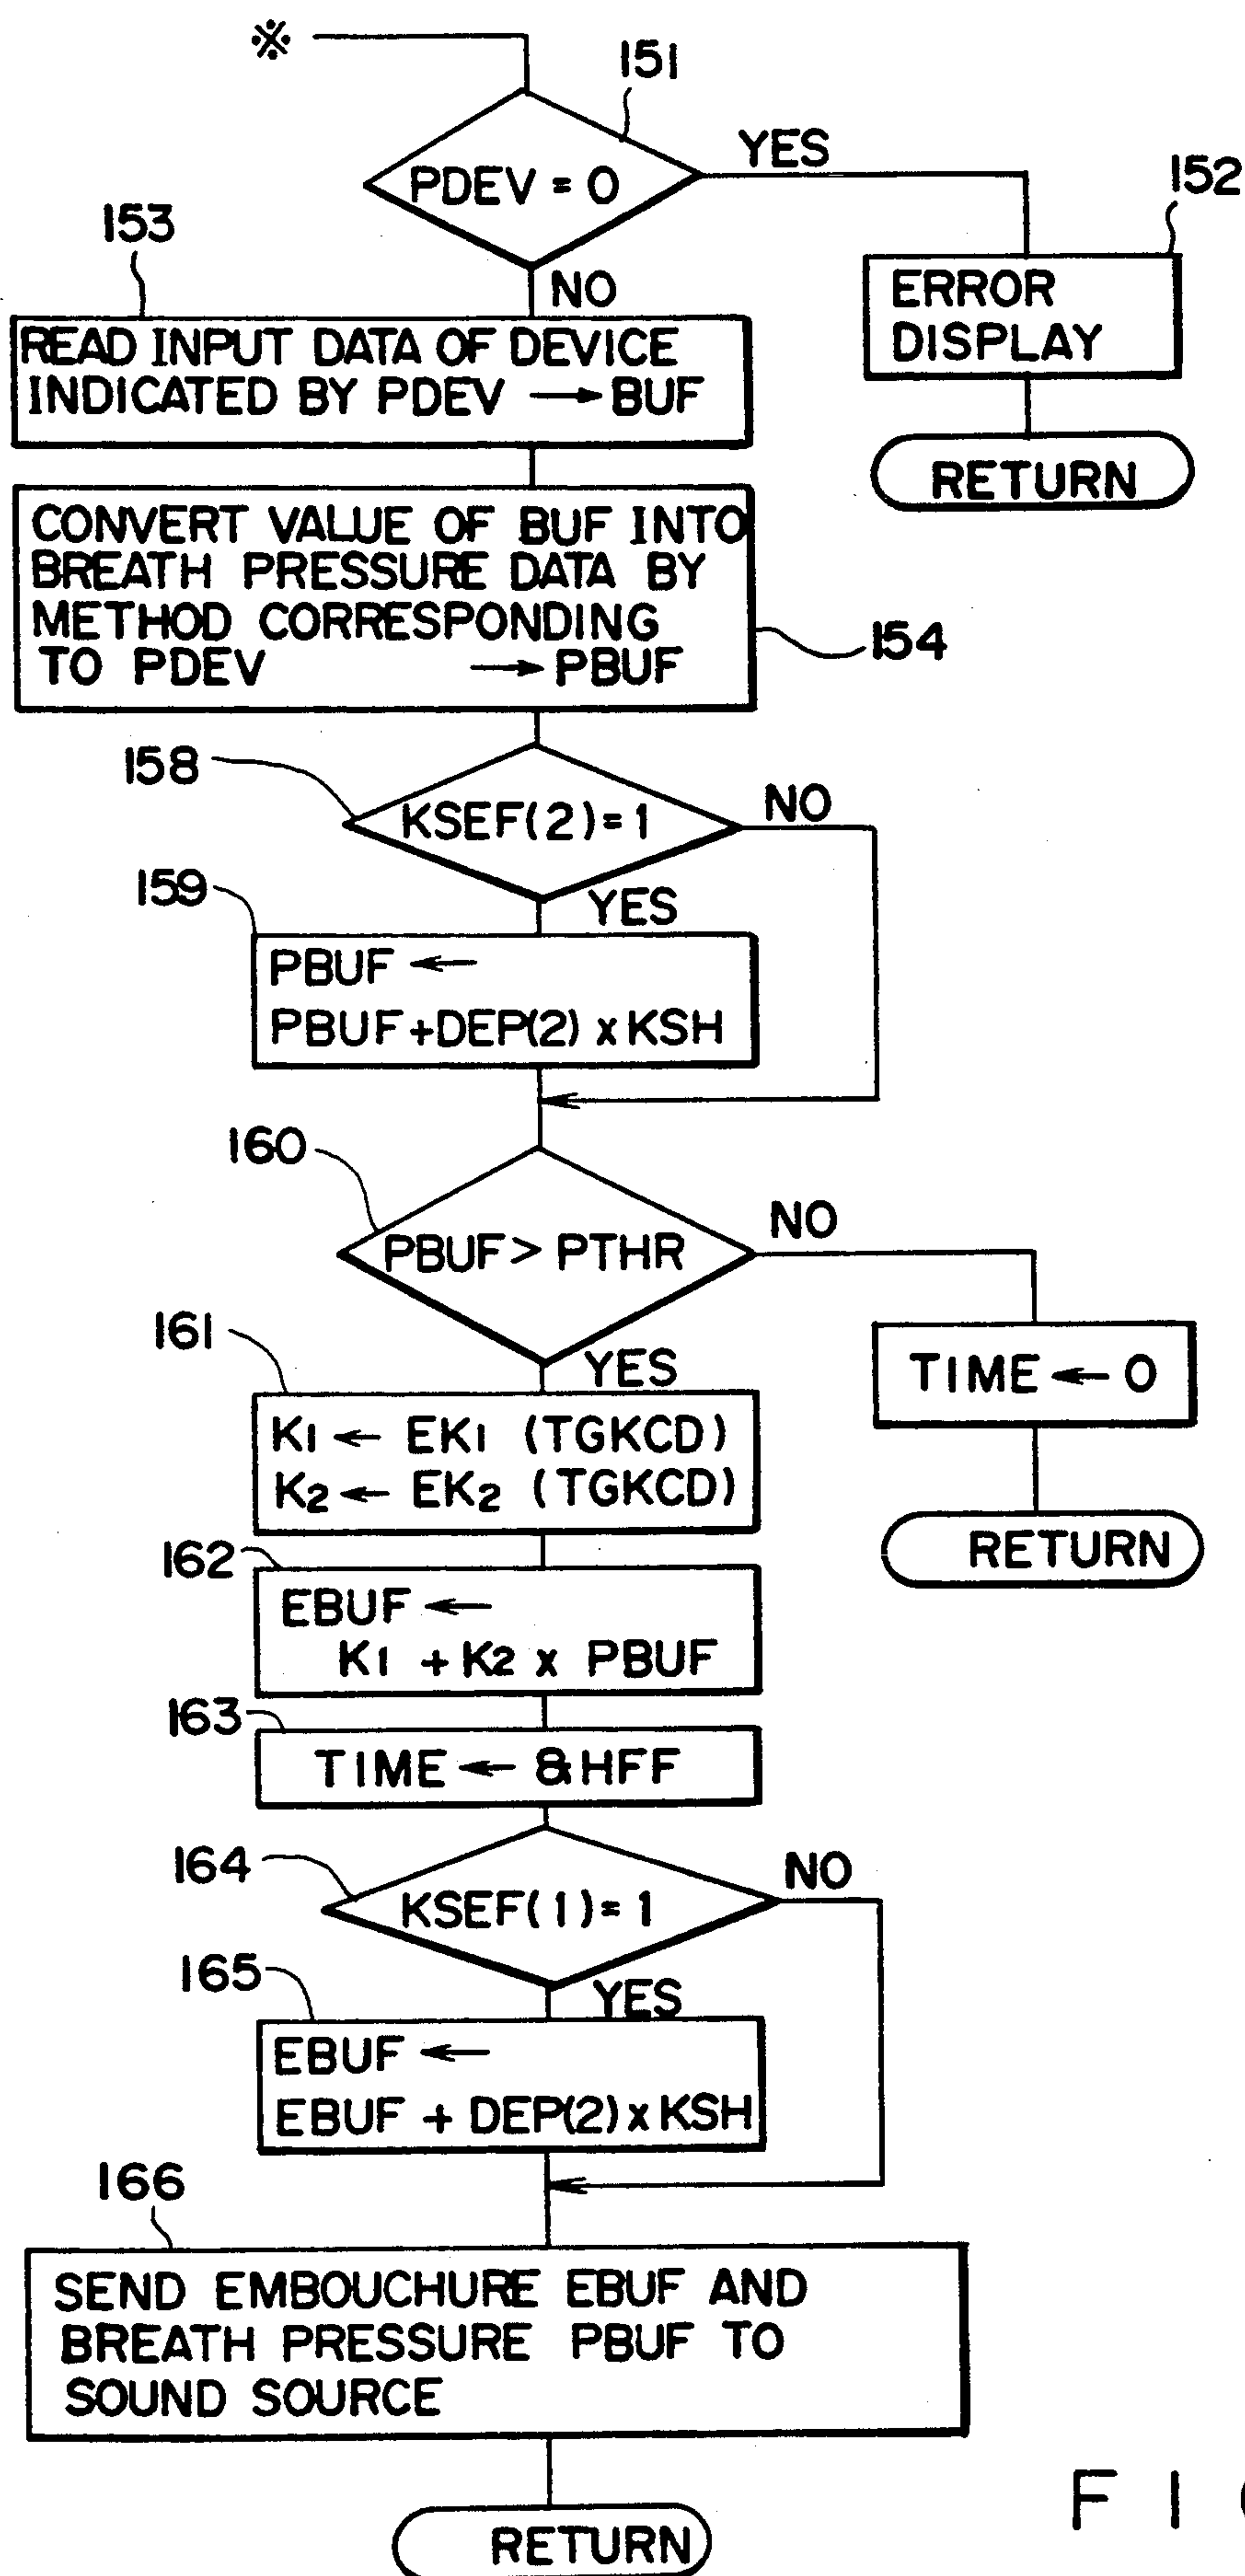 ※
151
PDEV = 0
YES
152
153
NO
ERROR
DISPLAY
READ INPUT DATA OF DEVICE
INDICATED BY PDEV → BUF
RETURN
CONVERT VALUE OF BUF INTO
BREATH PRESSURE DATA BY
METHOD CORRESPONDING
TO PDEV → PBUF
154
158
KSEF(2)=1
NO
159
YES
PBUF ←
PBUF+DEP(2) x KSH
160
PBUF > PTHR
NO
161
YES
TIME ← 0
K1 ← EK1 (TGKCD)
K2 ← EK2 (TGKCD)
RETURN
162
EBUF ←
K1 + K2 x PBUF
163
TIME ← &HFF
164
KSEF(1)=1
NO
165
YES
EBUF ←
EBUF + DEP(2) x KSH
166
SEND EMBOUCHURE EBUF AND
BREATH PRESSURE PBUF TO
SOUND SOURCE
RETURN